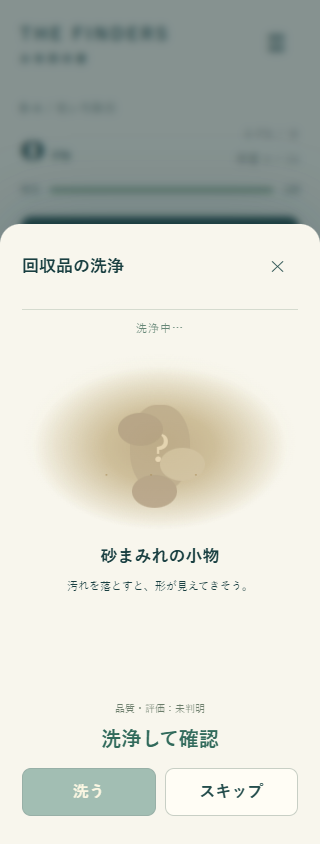 THE FINDERS
回収品の洗浄
洗浄中…
?
砂まみれの小物
汚れを落とすと、形が見えてきそう。
品質・評価：未判明
洗浄して確認
洗う
スキップ